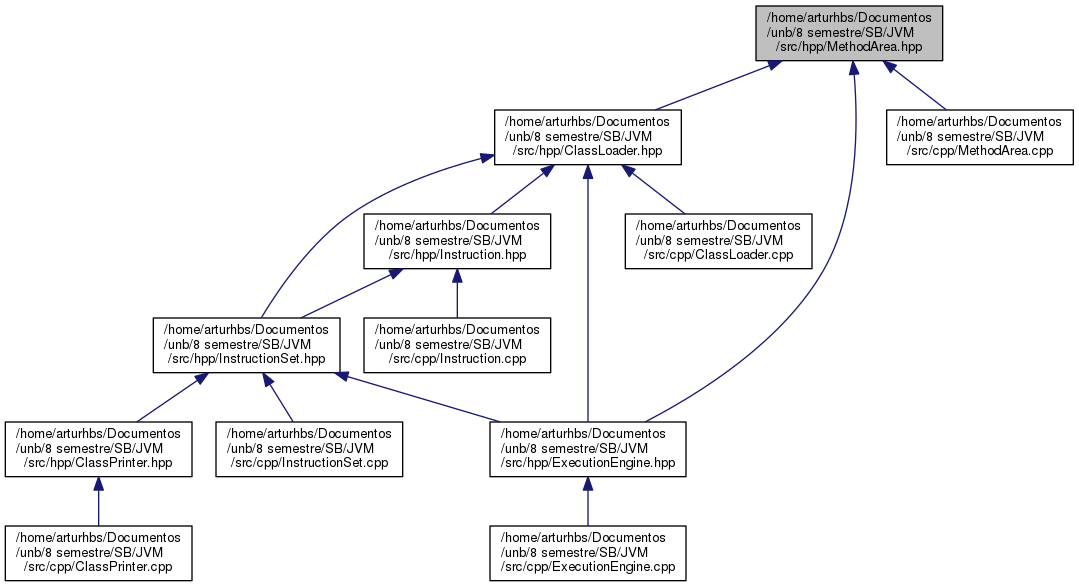 /home/arturhbs/Documentos
/unb/8 semestre/SB/JVM
/src/hpp/MethodArea.hpp
/home/arturhbs/Documentos
/unb/8 semestre/SB/JVM
/src/hpp/ClassLoader.hpp
/home/arturhbs/Documentos
/unb/8 semestre/SB/JVM
/src/cpp/MethodArea.cpp
/home/arturhbs/Documentos
/unb/8 semestre/SB/JVM
/src/hpp/Instruction.hpp
/home/arturhbs/Documentos
/unb/8 semestre/SB/JVM
/src/cpp/ClassLoader.cpp
/home/arturhbs/Documentos
/unb/8 semestre/SB/JVM
/src/hpp/InstructionSet.hpp
/home/arturhbs/Documentos
/unb/8 semestre/SB/JVM
/src/cpp/Instruction.cpp
/home/arturhbs/Documentos
/unb/8 semestre/SB/JVM
/src/hpp/ClassPrinter.hpp
/home/arturhbs/Documentos
/unb/8 semestre/SB/JVM
/src/cpp/InstructionSet.cpp
/home/arturhbs/Documentos
/unb/8 semestre/SB/JVM
/src/hpp/ExecutionEngine.hpp
/home/arturhbs/Documentos
/unb/8 semestre/SB/JVM
/src/cpp/ClassPrinter.cpp
/home/arturhbs/Documentos
/unb/8 semestre/SB/JVM
/src/cpp/ExecutionEngine.cpp